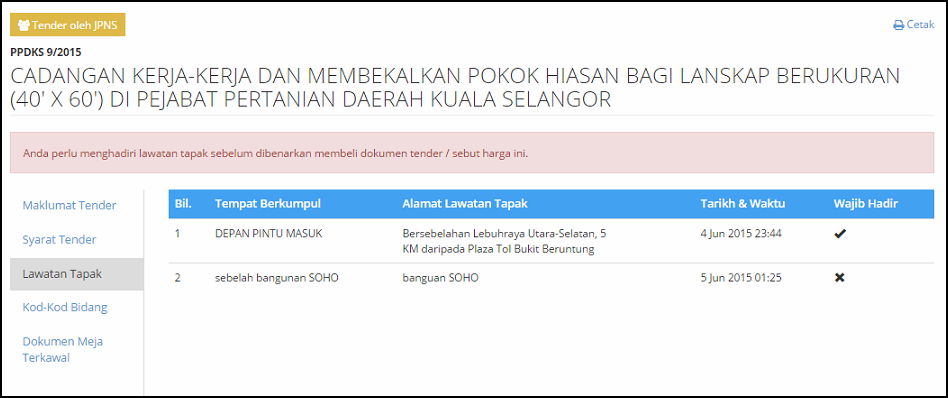 Tender oleh JPNS
Cetak
PPDKS 9/2015
CADANGAN KERJA-KERJA DAN MEMBEKALKAN POKOK HIASAN BAGI LANSKAP BERUKURAN
(40' X 60') DI PEJABAT PERTANIAN DAERAH KUALA SELANGOR
Anda perlu menghadiri lawatan tapak sebelum dibenarkan membeli dokumen tender / sebut harga ini.
Maklumat Tender
Syarat Tender
Lawatan Tapak
Kod-Kod Bidang
Dokumen Meja
Terkawal
Bil. Tempat Berkumpul Alamat Lawatan Tapak Tarikh & Waktu Wajib Hadir
1 DEPAN PINTU MASUK Bersebelahan Lebuhraya Utara-Selatan, 5 4 Jun 2015 23:44 ✔
KM daripada Plaza Tol Bukit Beruntung
2 sebelah bangunan SOHO banguan SOHO 5 Jun 2015 01:25 ✖